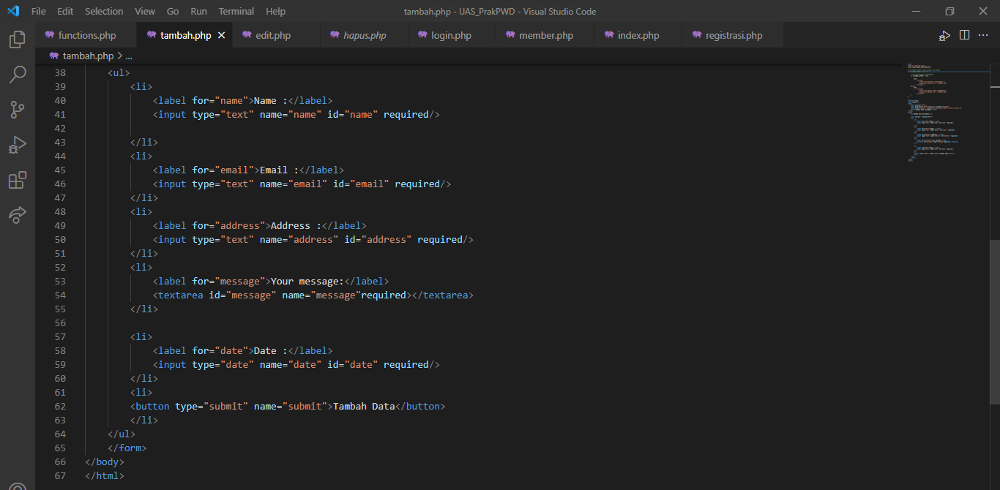 File Edit Selection View Go Run Terminal Help tambah.php - UAS_PrakPWD - Visual Studio Code
functions.php tambah.php edit.php hapus.php login.php member.php index.php registrasi.php
tambah.php > ...
38 <ul>
39 <li>
40 <label for="name">Name :</label>
41 <input type="text" name="name" id="name" required/>
42
43 </li>
44 <li>
45 <label for="email">Email :</label>
46 <input type="text" name="email" id="email" required/>
47 </li>
48 <li>
49 <label for="address">Address :</label>
50 <input type="text" name="address" id="address" required/>
51 </li>
52 <li>
53 <label for="message">Your message:</label>
54 <textarea id="message" name="message"required></textarea>
55 </li>
56
57 <li>
58 <label for="date">Date :</label>
59 <input type="date" name="date" id="date" required/>
60 </li>
61 <li>
62 <button type="submit" name="submit">Tambah Data</button>
63 </li>
64 </ul>
65 </form>
66 </body>
67 </html>